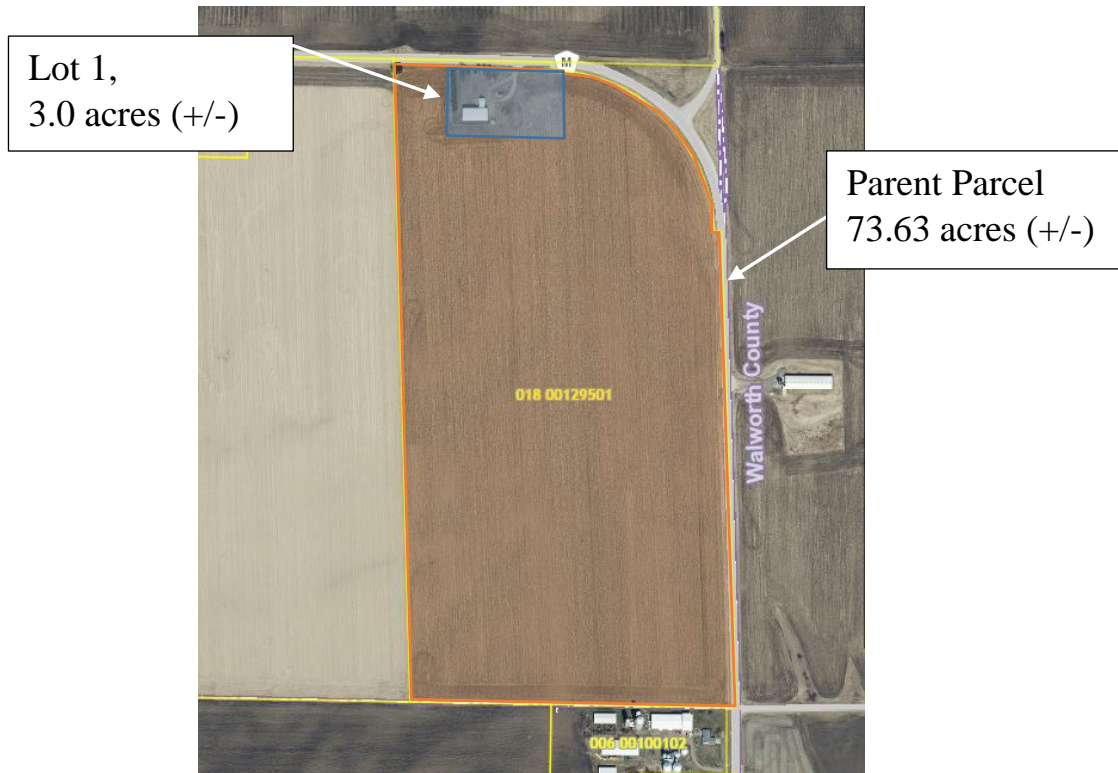 Lot 1,
3.0 acres (+/-)
M
Parent Parcel
73.63 acres (+/-)
Walworth County
018 00129501
006 00100102